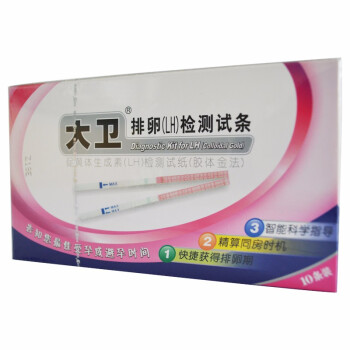 大卫®
排卵(LH)检测试条
Diagnostic Kit for LH (Colloidal Gold)
促黄体生成素(LH)检测试纸(胶体金法)
3 智能科学指导
2 精算同房时机
1 快捷获得排卵期
10条装